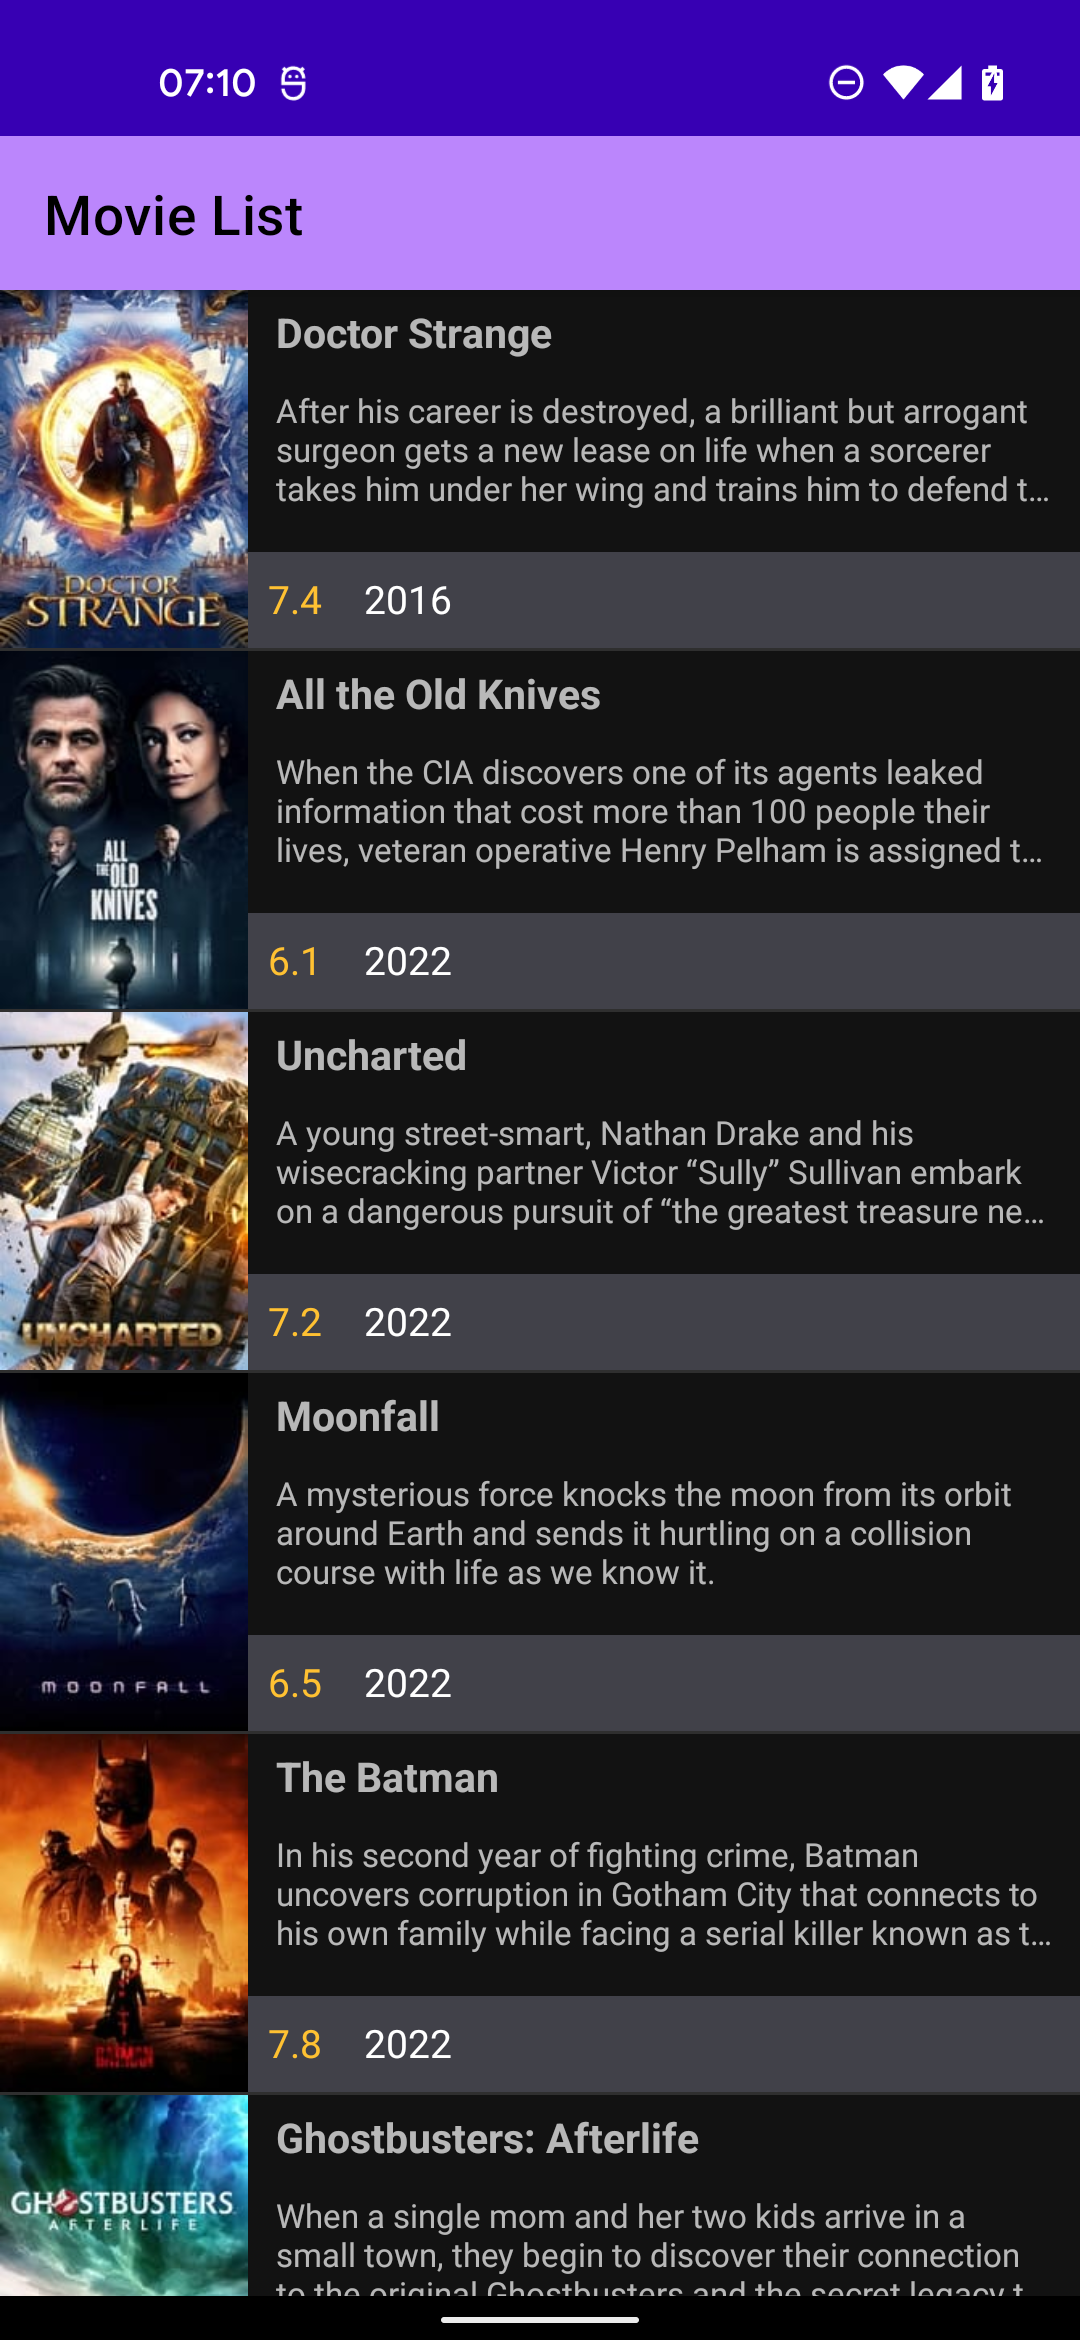 07:10
Movie List
DOCTOR
STRANGE
Doctor Strange
After his career is destroyed, a brilliant but arrogant
surgeon gets a new lease on life when a sorcerer
takes him under her wing and trains him to defend t…
7.4 2016
ALL
THE OLD
KNIVES
All the Old Knives
When the CIA discovers one of its agents leaked
information that cost more than 100 people their
lives, veteran operative Henry Pelham is assigned t…
6.1 2022
UNCHARTED
Uncharted
A young street-smart, Nathan Drake and his
wisecracking partner Victor “Sully” Sullivan embark
on a dangerous pursuit of “the greatest treasure ne…
7.2 2022
MOONFALL
Moonfall
A mysterious force knocks the moon from its orbit
around Earth and sends it hurtling on a collision
course with life as we know it.
6.5 2022
BATMAN
The Batman
In his second year of fighting crime, Batman
uncovers corruption in Gotham City that connects to
his own family while facing a serial killer known as t…
7.8 2022
GHOSTBUSTERS
AFTERLIFE
Ghostbusters: Afterlife
When a single mom and her two kids arrive in a
small town, they begin to discover their connection
to the original Ghostbusters and the secret legacy t…